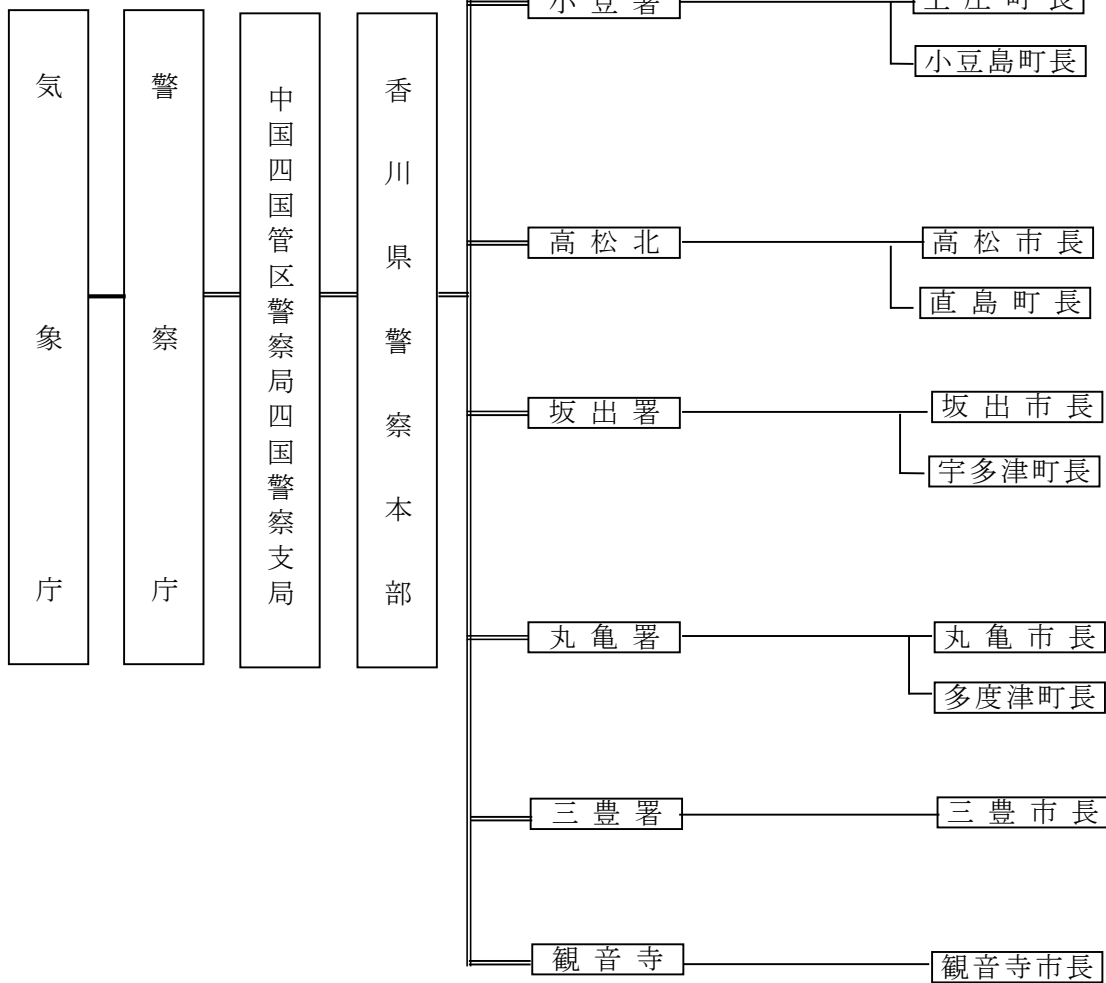 気象庁
警察庁
中国四国管区警察局四国警察支局
香川県警察本部
小豆署
土庄町長
小豆島町長
高松北
高松市長
直島町長
坂出署
坂出市長
宇多津町長
丸亀署
丸亀市長
多度津町長
三豊署
三豊市長
観音寺
観音寺市長